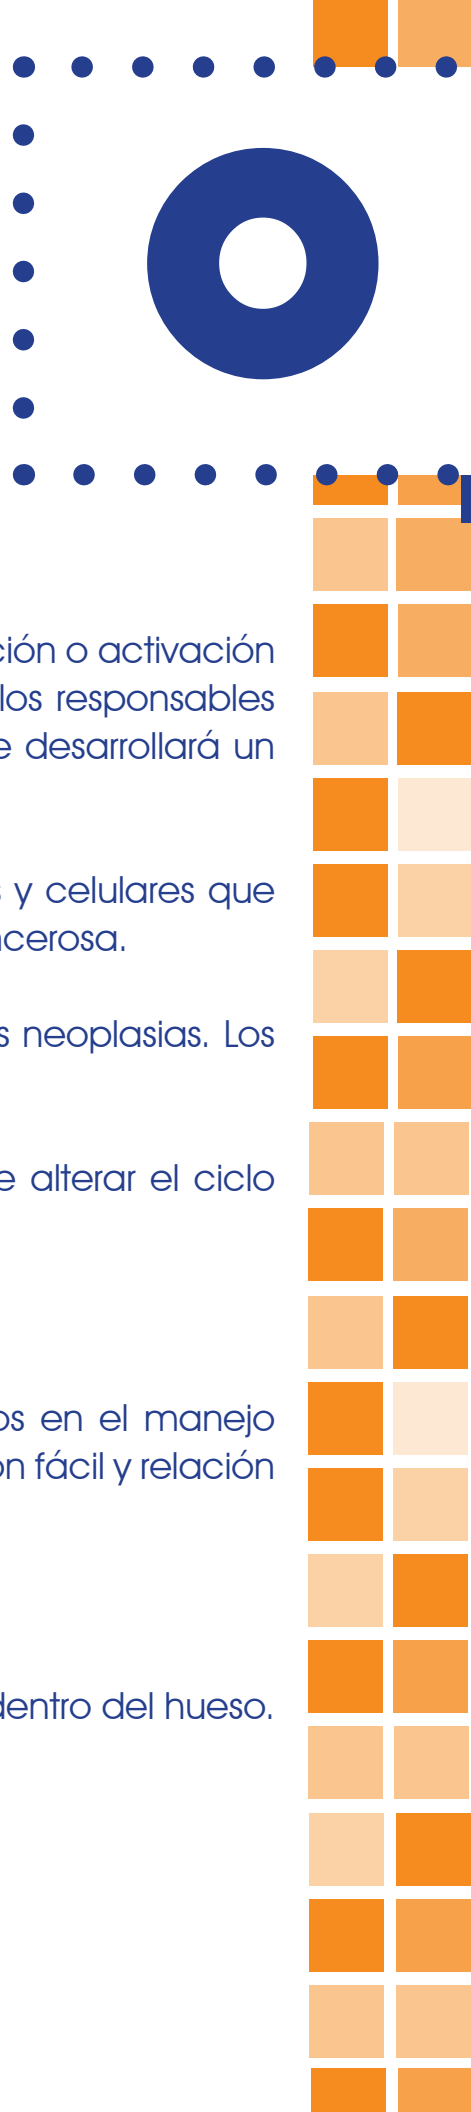 O
ción o activación
los responsables
e desarrollará un
s y celulares que
ncerosa.
s neoplasias. Los
e alterar el ciclo
os en el manejo
ón fácil y relación
dentro del hueso.